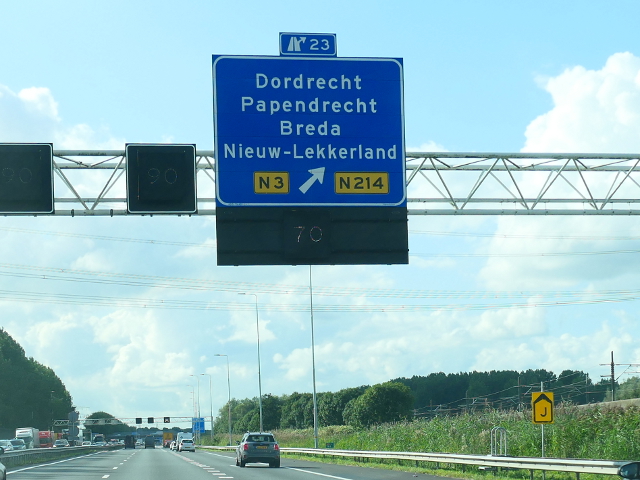 23
Dordrecht
Papendrecht
Breda
Nieuw-Lekkerland
N3 N214
90 90
70
J